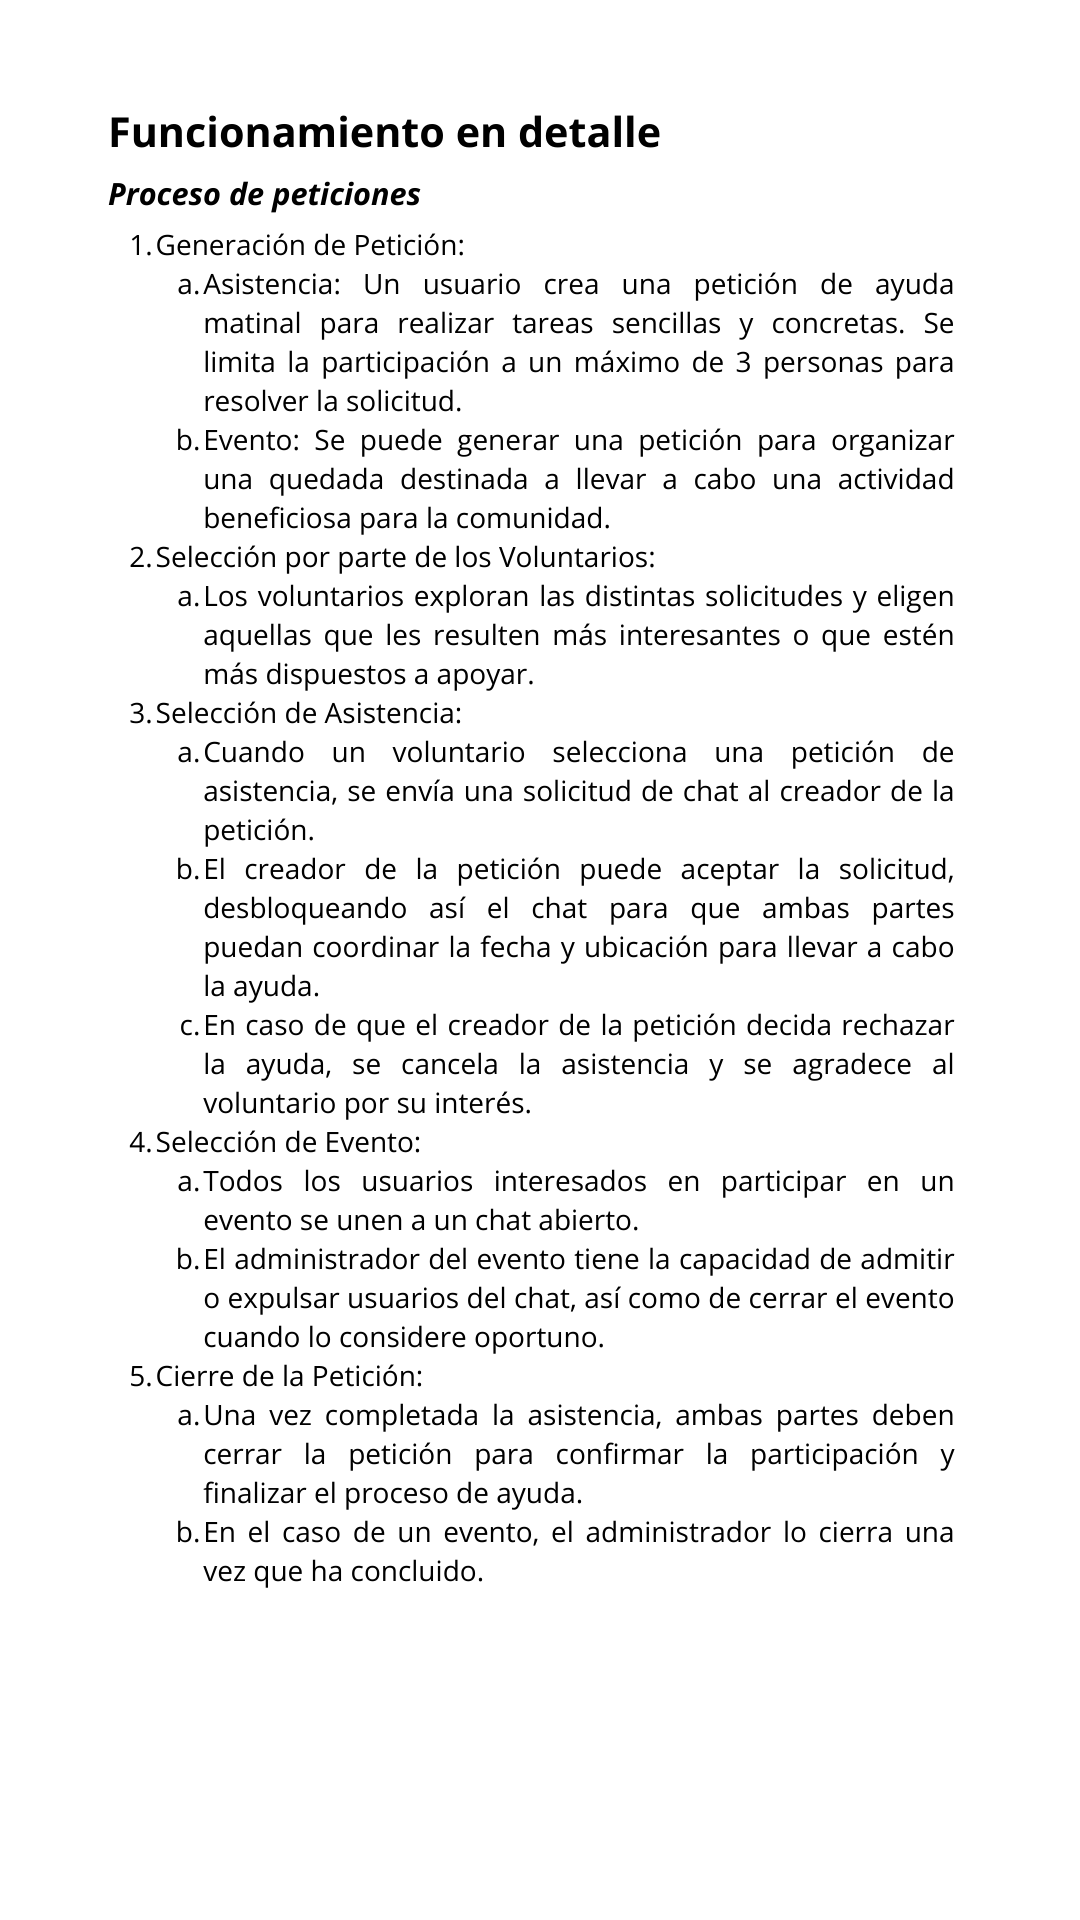 Funcionamiento en detalle
Proceso de peticiones
1. Generación de Petición:
a. Asistencia: Un usuario crea una petición de ayuda
matinal para realizar tareas sencillas y concretas. Se
limita la participación a un máximo de 3 personas para
resolver la solicitud.
b. Evento: Se puede generar una petición para organizar
una quedada destinada a llevar a cabo una actividad
beneficiosa para la comunidad.
2. Selección por parte de los Voluntarios:
a. Los voluntarios exploran las distintas solicitudes y eligen
aquellas que les resulten más interesantes o que estén
más dispuestos a apoyar.
3. Selección de Asistencia:
a. Cuando un voluntario selecciona una petición de
asistencia, se envía una solicitud de chat al creador de la
petición.
b. El creador de la petición puede aceptar la solicitud,
desbloqueando así el chat para que ambas partes
puedan coordinar la fecha y ubicación para llevar a cabo
la ayuda.
c. En caso de que el creador de la petición decida rechazar
la ayuda, se cancela la asistencia y se agradece al
voluntario por su interés.
4. Selección de Evento:
a. Todos los usuarios interesados en participar en un
evento se unen a un chat abierto.
b. El administrador del evento tiene la capacidad de admitir
o expulsar usuarios del chat, así como de cerrar el evento
cuando lo considere oportuno.
5. Cierre de la Petición:
a. Una vez completada la asistencia, ambas partes deben
cerrar la petición para confirmar la participación y
finalizar el proceso de ayuda.
b. En el caso de un evento, el administrador lo cierra una
vez que ha concluido.